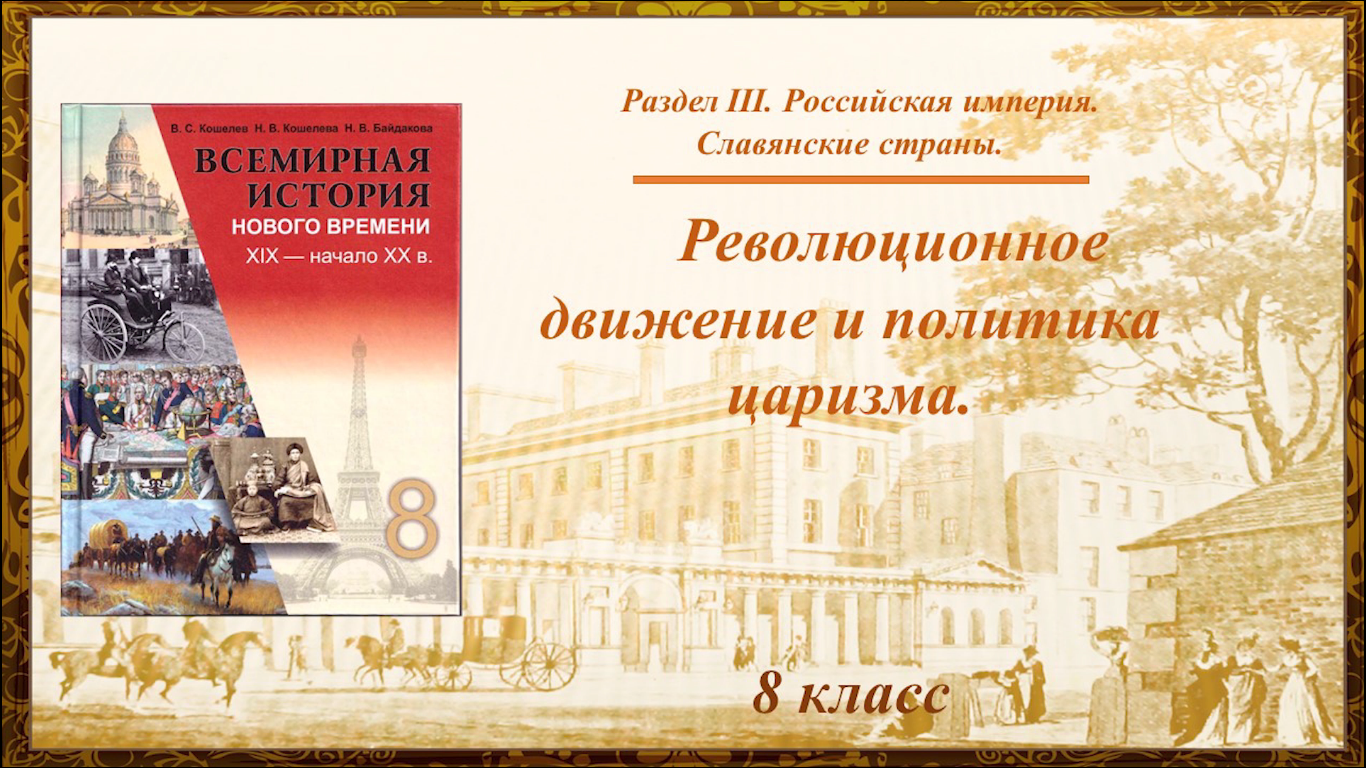 В. С. Кошелев Н. В. Кошелева Н. В. Байдакова
ВСЕМИРНАЯ
ИСТОРИЯ
НОВОГО ВРЕМЕНИ
XIX — начало XX в.
8
Раздел III. Российская империя.
Славянские страны.
Революционное
движение и политика
царизма.
8 класс